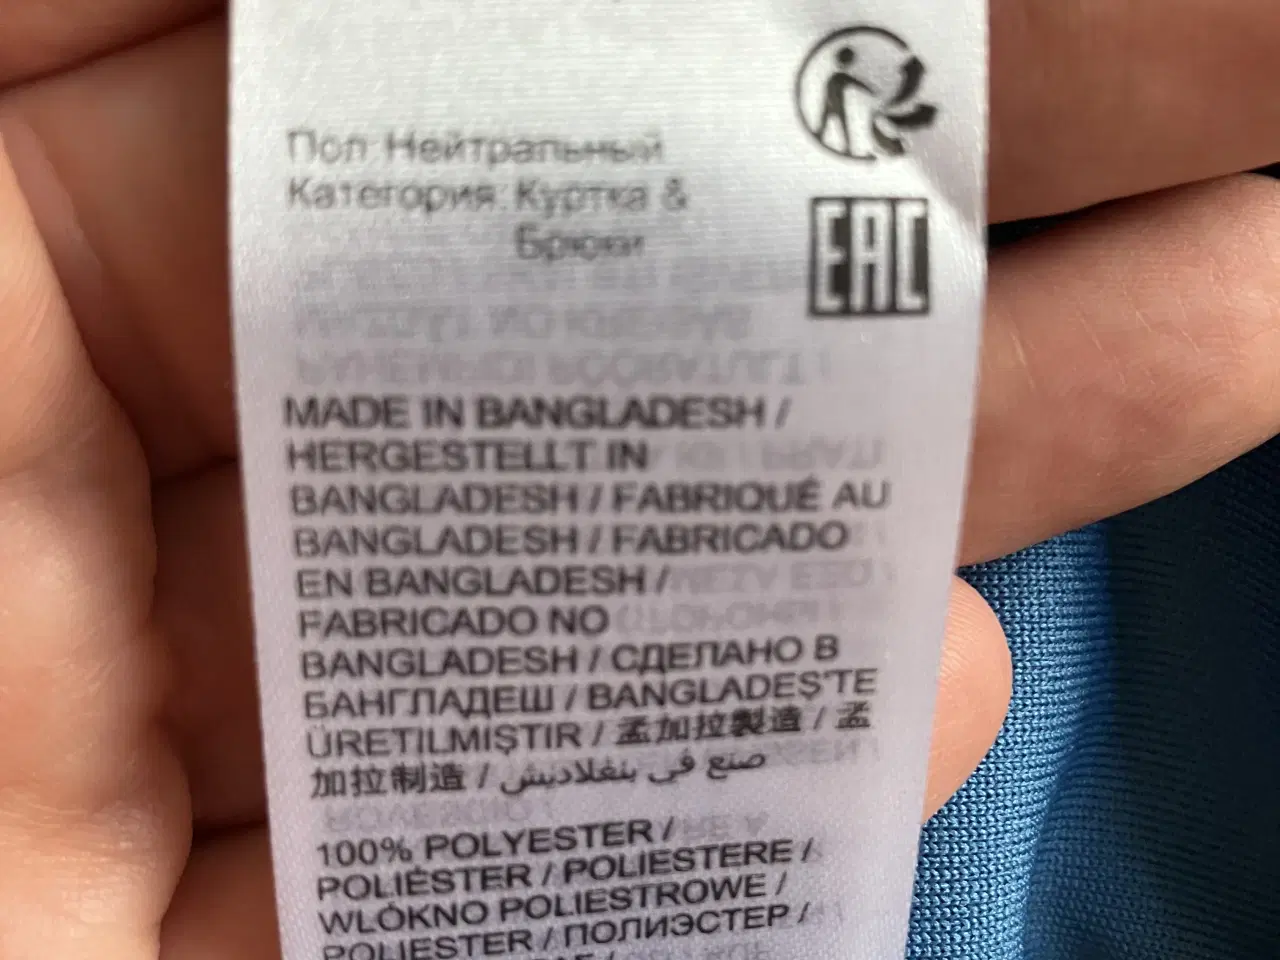 Пол: Нейтральный
Категория: Куртка &
Брюки
EAC
MADE IN BANGLADESH /
HERGESTELLT IN
BANGLADESH / FABRIQUÉ AU
BANGLADESH / FABRICADO
EN BANGLADESH /
FABRICADO NO
BANGLADESH / СДЕЛАНО В
БАНГЛАДЕШ / BANGLADEŞ'TE
ÜRETILMIŞTIR / 孟加拉製造 / 孟
加拉制造 / صنع في بنغلاديش
100% POLYESTER /
POLIÉSTER / POLIESTERE /
WLÓKNO POLIESTROWE /
POLIESTER / ПОЛИЭСТЕР /